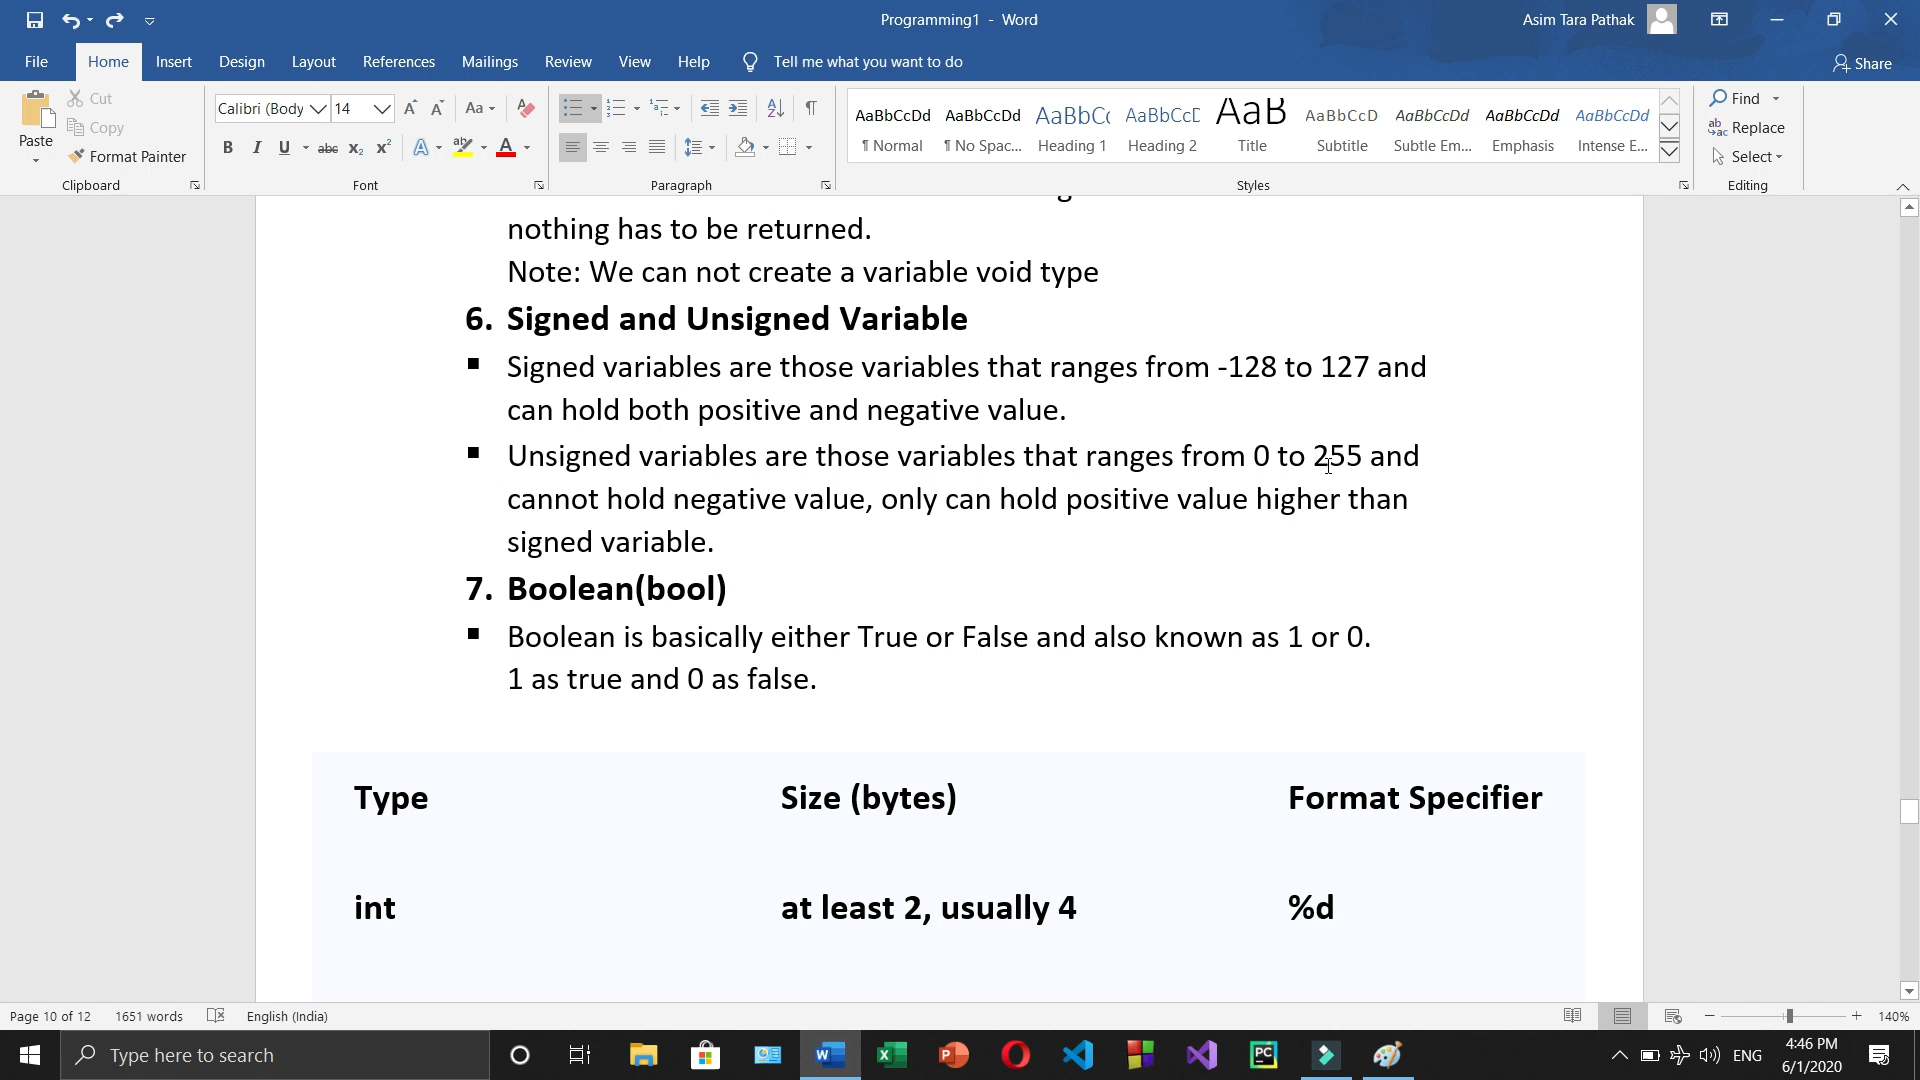 Programming1 - Word
Asim Tara Pathak
File Home Insert Design Layout References Mailings Review View Help Tell me what you want to do Share
Paste Cut Copy Format Painter
Calibri (Body 14
AaBbCcDd AaBbCcDd AaBbCc AaBbCcC AaB AaBbCcD AaBbCcDd AaBbCcDd AaBbCcDd
¶ Normal ¶ No Spac... Heading 1 Heading 2 Title Subtitle Subtle Em... Emphasis Intense E...
Find
Replace
Select
Clipboard Font Paragraph Styles Editing
nothing has to be returned.
Note: We can not create a variable void type
6. Signed and Unsigned Variable
▪ Signed variables are those variables that ranges from -128 to 127 and
can hold both positive and negative value.
▪ Unsigned variables are those variables that ranges from 0 to 255 and
cannot hold negative value, only can hold positive value higher than
signed variable.
7. Boolean(bool)
▪ Boolean is basically either True or False and also known as 1 or 0.
1 as true and 0 as false.
Type Size (bytes) Format Specifier
int at least 2, usually 4 %d
Page 10 of 12 1651 words English (India) 140%
Type here to search
ENG
4:46 PM
6/1/2020